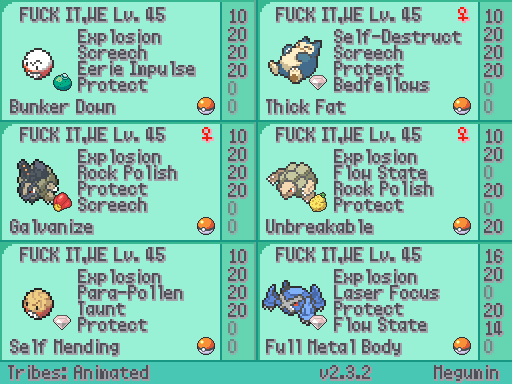 FUCK IT,WE Lv. 45
Explosion
Screech
Eerie Impulse
Protect
Bunker Down
10
20
20
20
0
0
FUCK IT,WE Lv. 45 ♀
Self-Destruct
Screech
Protect
Bedfellows
Thick Fat
10
20
20
20
0
0
FUCK IT,WE Lv. 45 ♀
Explosion
Rock Polish
Protect
Screech
Galvanize
10
20
20
20
0
0
FUCK IT,WE Lv. 45 ♀
Explosion
Flow State
Rock Polish
Protect
Unbreakable
10
20
0
20
0
20
FUCK IT,WE Lv. 45
Explosion
Para-Pollen
Taunt
Protect
Self Mending
10
20
20
20
0
0
FUCK IT,WE Lv. 45
Explosion
Laser Focus
Protect
Flow State
Full Metal Body
16
0
20
0
20
14
0
Tribes: Animated
v2.3.2
Megumin